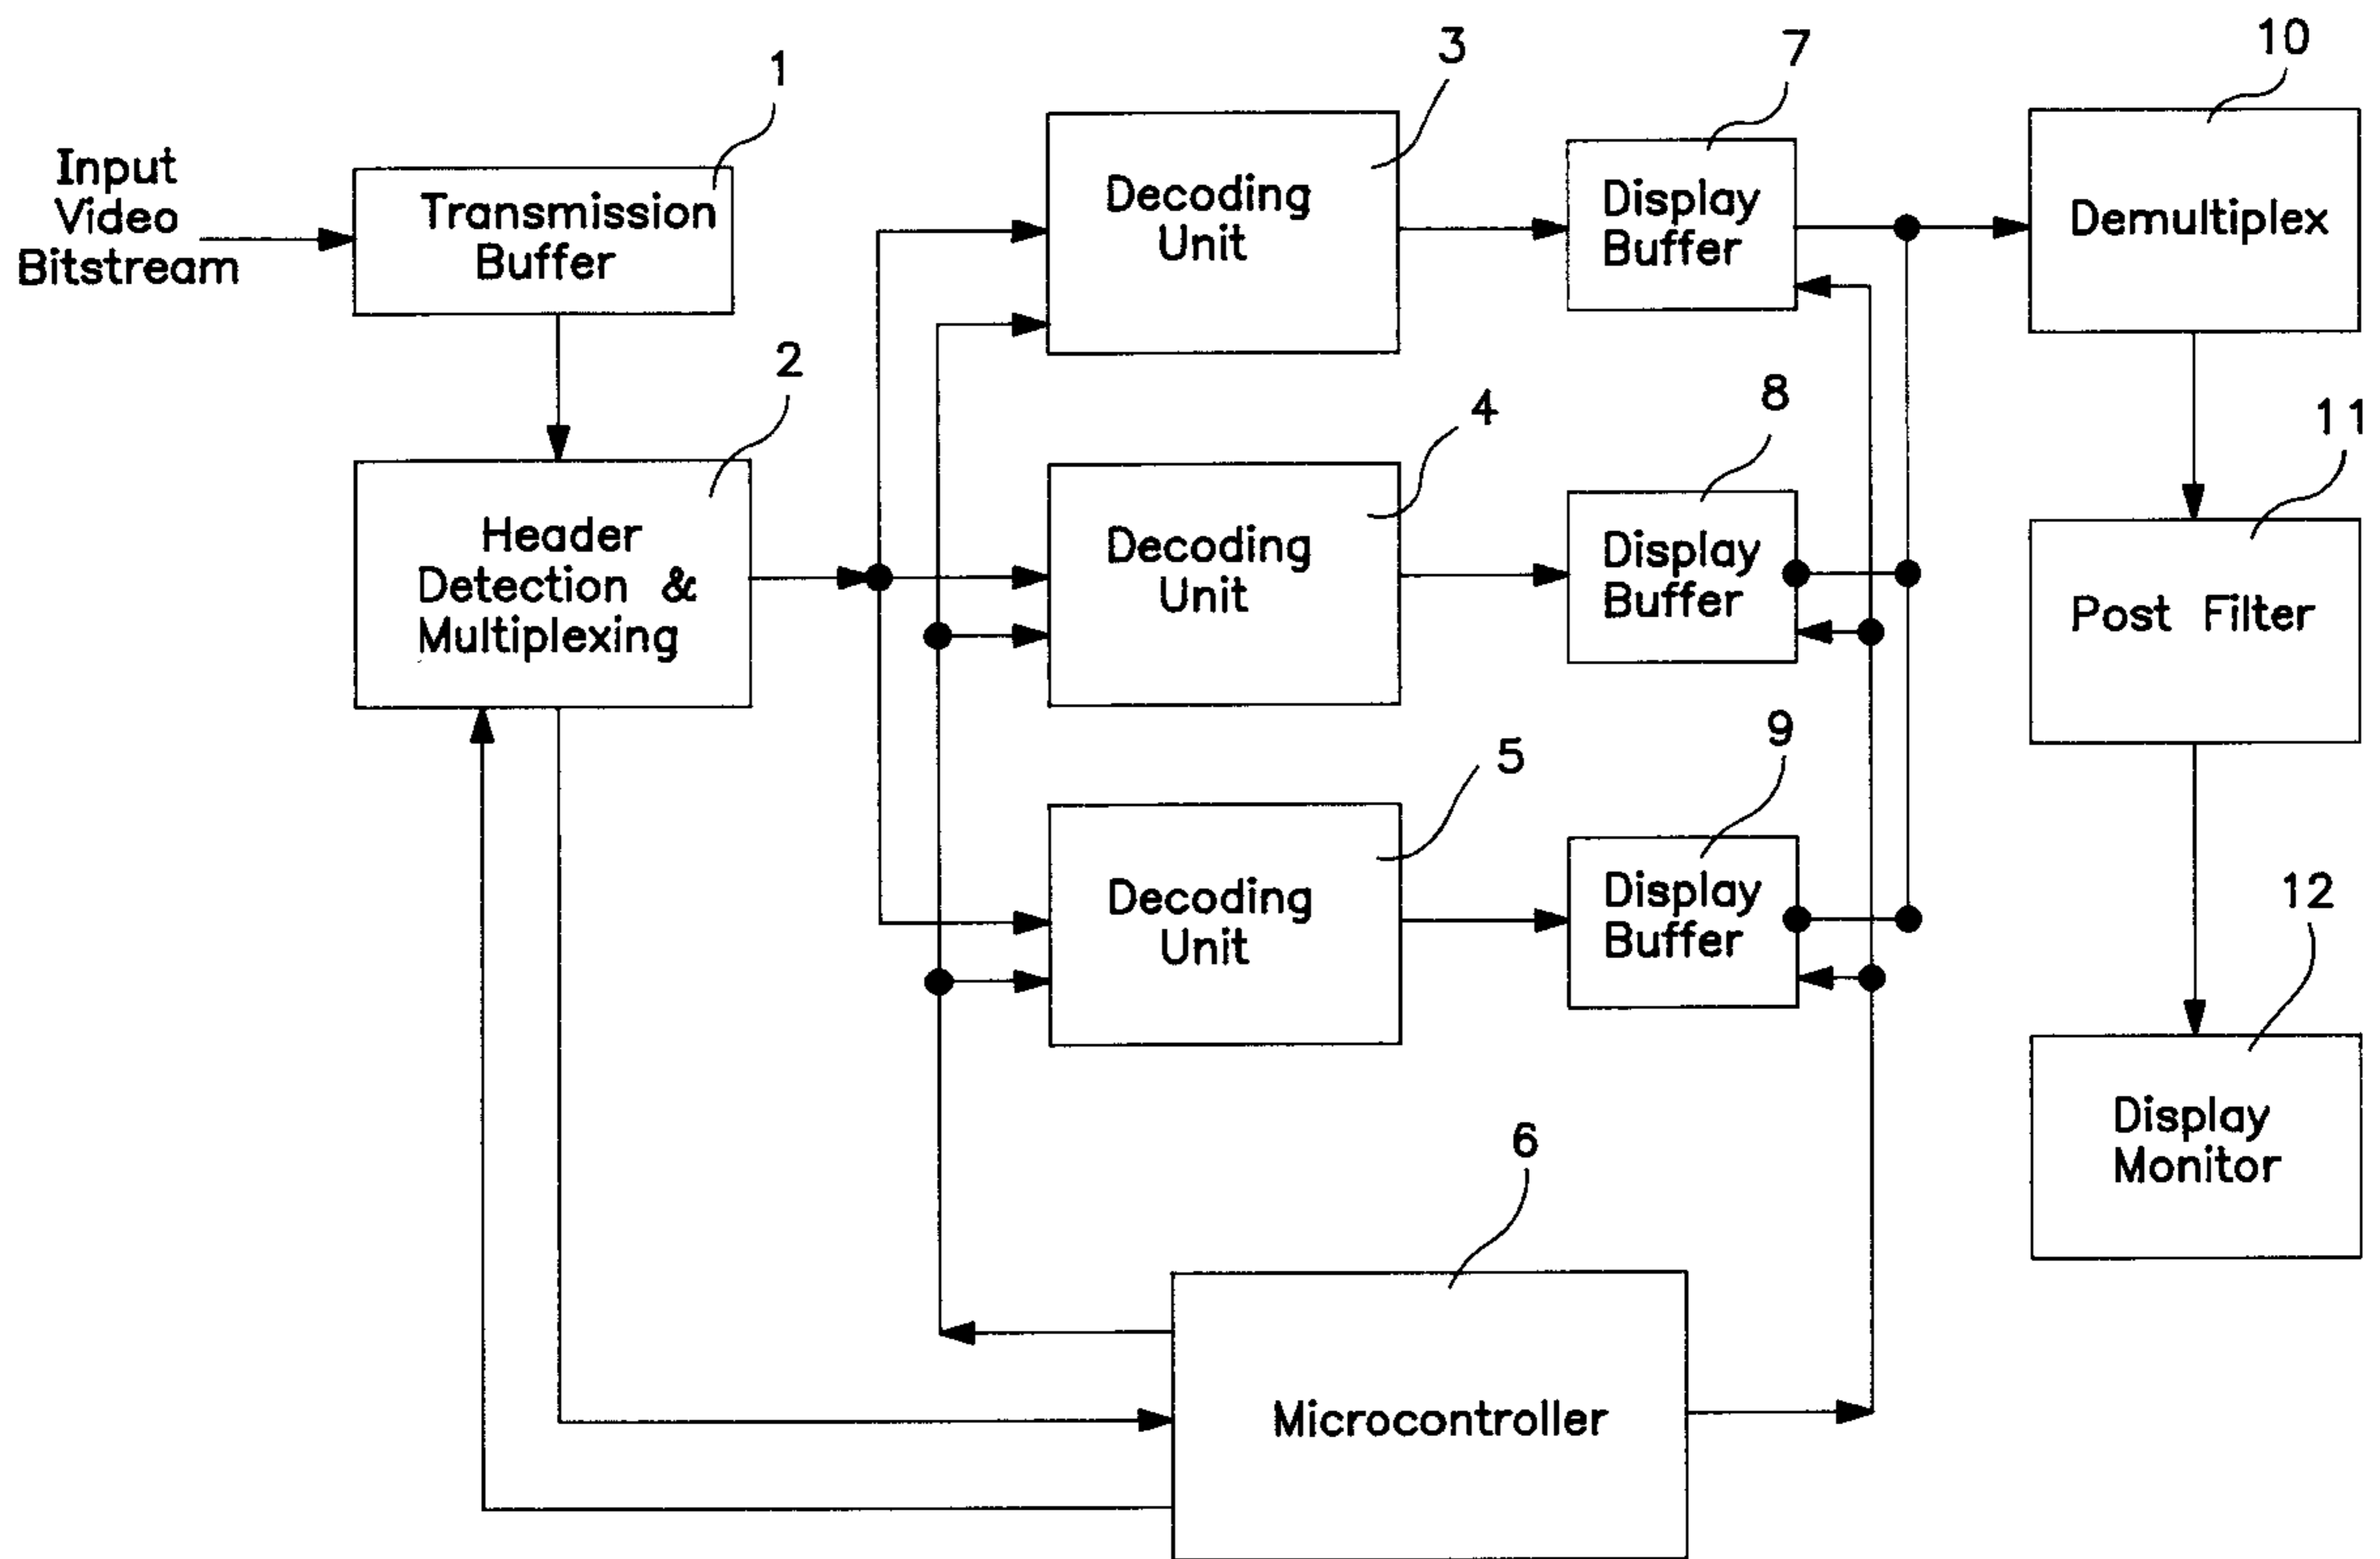 1
Input
Video
Bitstream
Transmission
Buffer
2
Header
Detection &
Multiplexing
3
Decoding
Unit
4
Decoding
Unit
5
Decoding
Unit
6
Microcontroller
7
Display
Buffer
8
Display
Buffer
9
Display
Buffer
10
Demultiplex
11
Post Filter
12
Display
Monitor